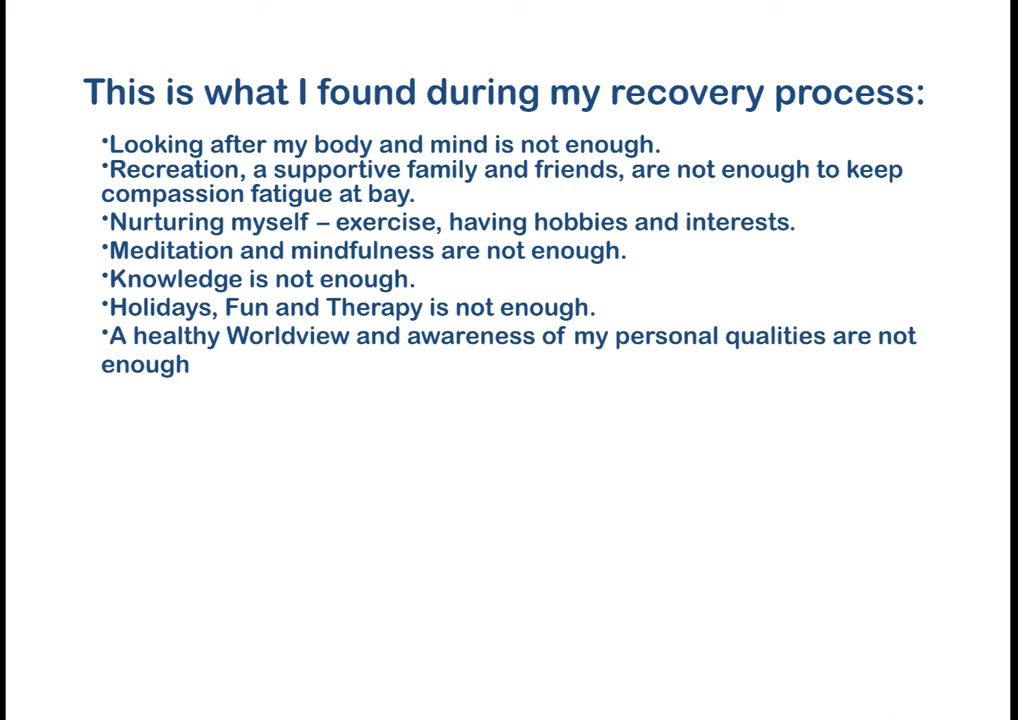 This is what I found during my recovery process:
•Looking after my body and mind is not enough.
•Recreation, a supportive family and friends, are not enough to keep
compassion fatigue at bay.
•Nurturing myself – exercise, having hobbies and interests.
•Meditation and mindfulness are not enough.
•Knowledge is not enough.
•Holidays, Fun and Therapy is not enough.
•A healthy Worldview and awareness of my personal qualities are not
enough